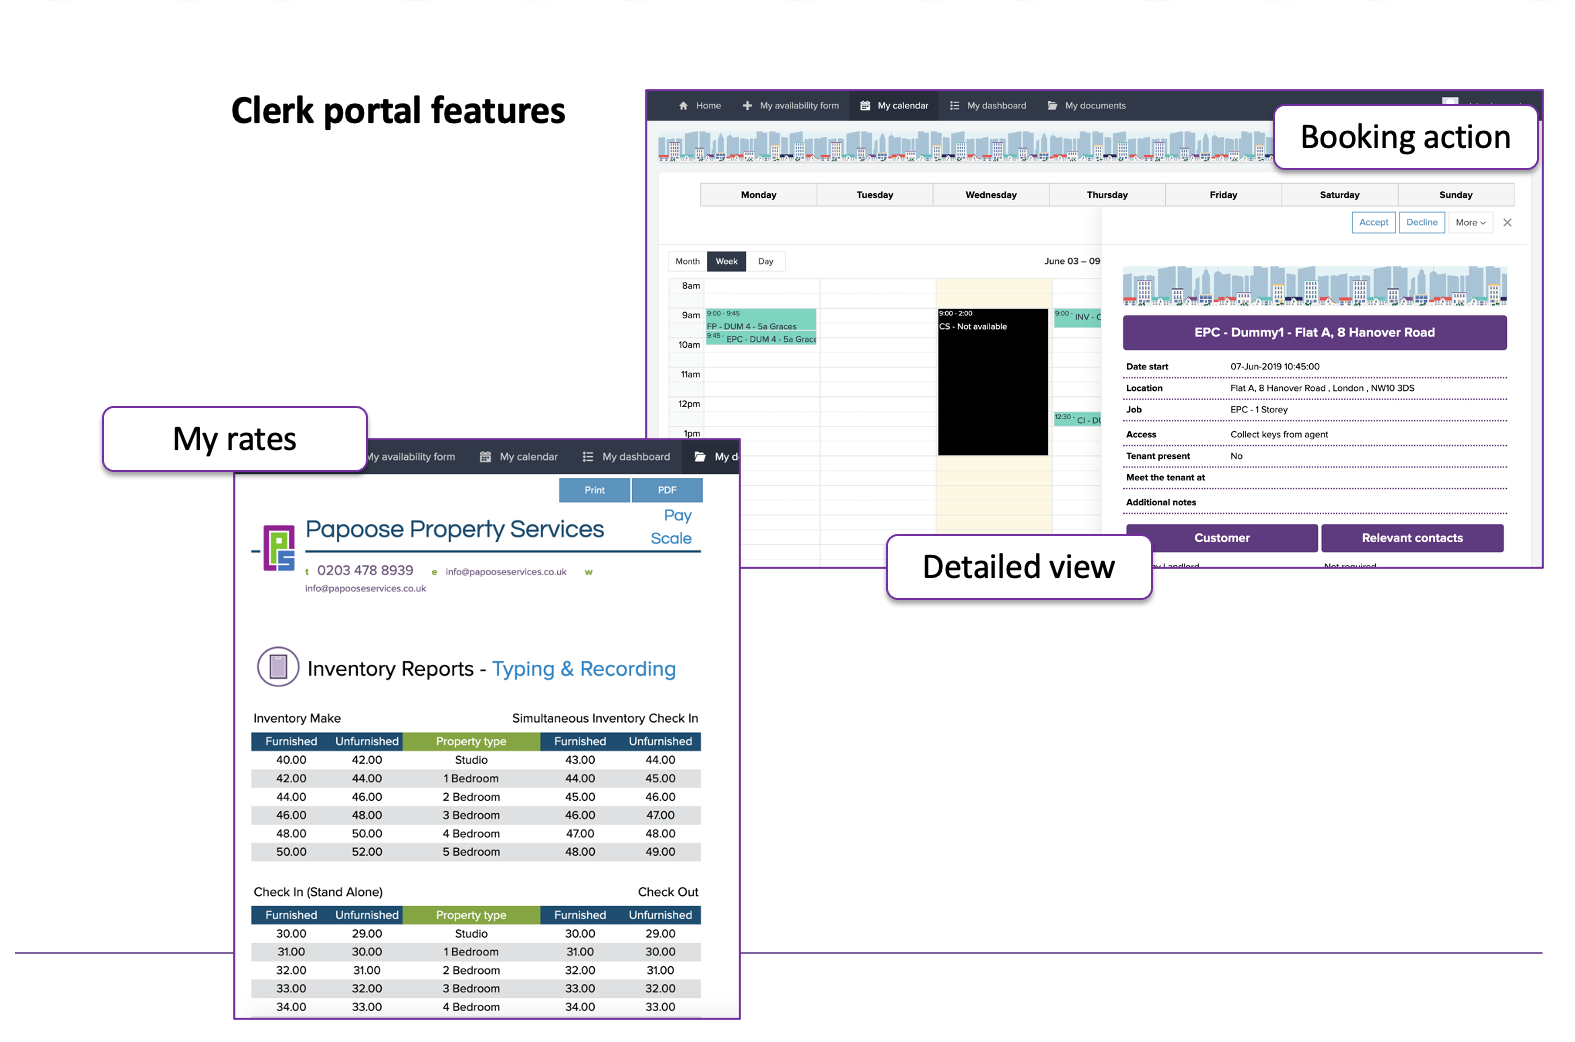 Clerk portal features
Home My availability form My calendar My dashboard My documents
Booking action
Monday Tuesday Wednesday Thursday Friday Saturday Sunday
Accept Decline More
Month Week Day
June 03 – 09
8am
9am
10am
11am
12pm
1pm
9:00 - 9:45
FP - DUM 4 - 5a Graces
9:45 - EPC - DUM 4 - 5a Grac
9:00 - 2:00
CS - Not available
9:00 - INV - C
12:30 - CI - DU
EPC - Dummy1 - Flat A, 8 Hanover Road
Date start 07-Jun-2019 10:45:00
Location Flat A, 8 Hanover Road , London , NW10 3DS
Job EPC - 1 Storey
Access Collect keys from agent
Tenant present No
Meet the tenant at
Additional notes
Customer Relevant contacts
Landlord Not required
Detailed view
My rates
My availability form My calendar My dashboard My d
Print PDF
Papoose Property Services
Pay
Scale
t 0203 478 8939 e info@papooseservices.co.uk w
info@papooseservices.co.uk
Inventory Reports - Typing & Recording
Inventory Make Simultaneous Inventory Check In
Furnished Unfurnished Property type Furnished Unfurnished
40.00 42.00 Studio 43.00 44.00
42.00 44.00 1 Bedroom 44.00 45.00
44.00 46.00 2 Bedroom 45.00 46.00
46.00 48.00 3 Bedroom 46.00 47.00
48.00 50.00 4 Bedroom 47.00 48.00
50.00 52.00 5 Bedroom 48.00 49.00
Check In (Stand Alone) Check Out
Furnished Unfurnished Property type Furnished Unfurnished
30.00 29.00 Studio 30.00 29.00
31.00 30.00 1 Bedroom 31.00 30.00
32.00 31.00 2 Bedroom 32.00 31.00
33.00 32.00 3 Bedroom 33.00 32.00
34.00 33.00 4 Bedroom 34.00 33.00